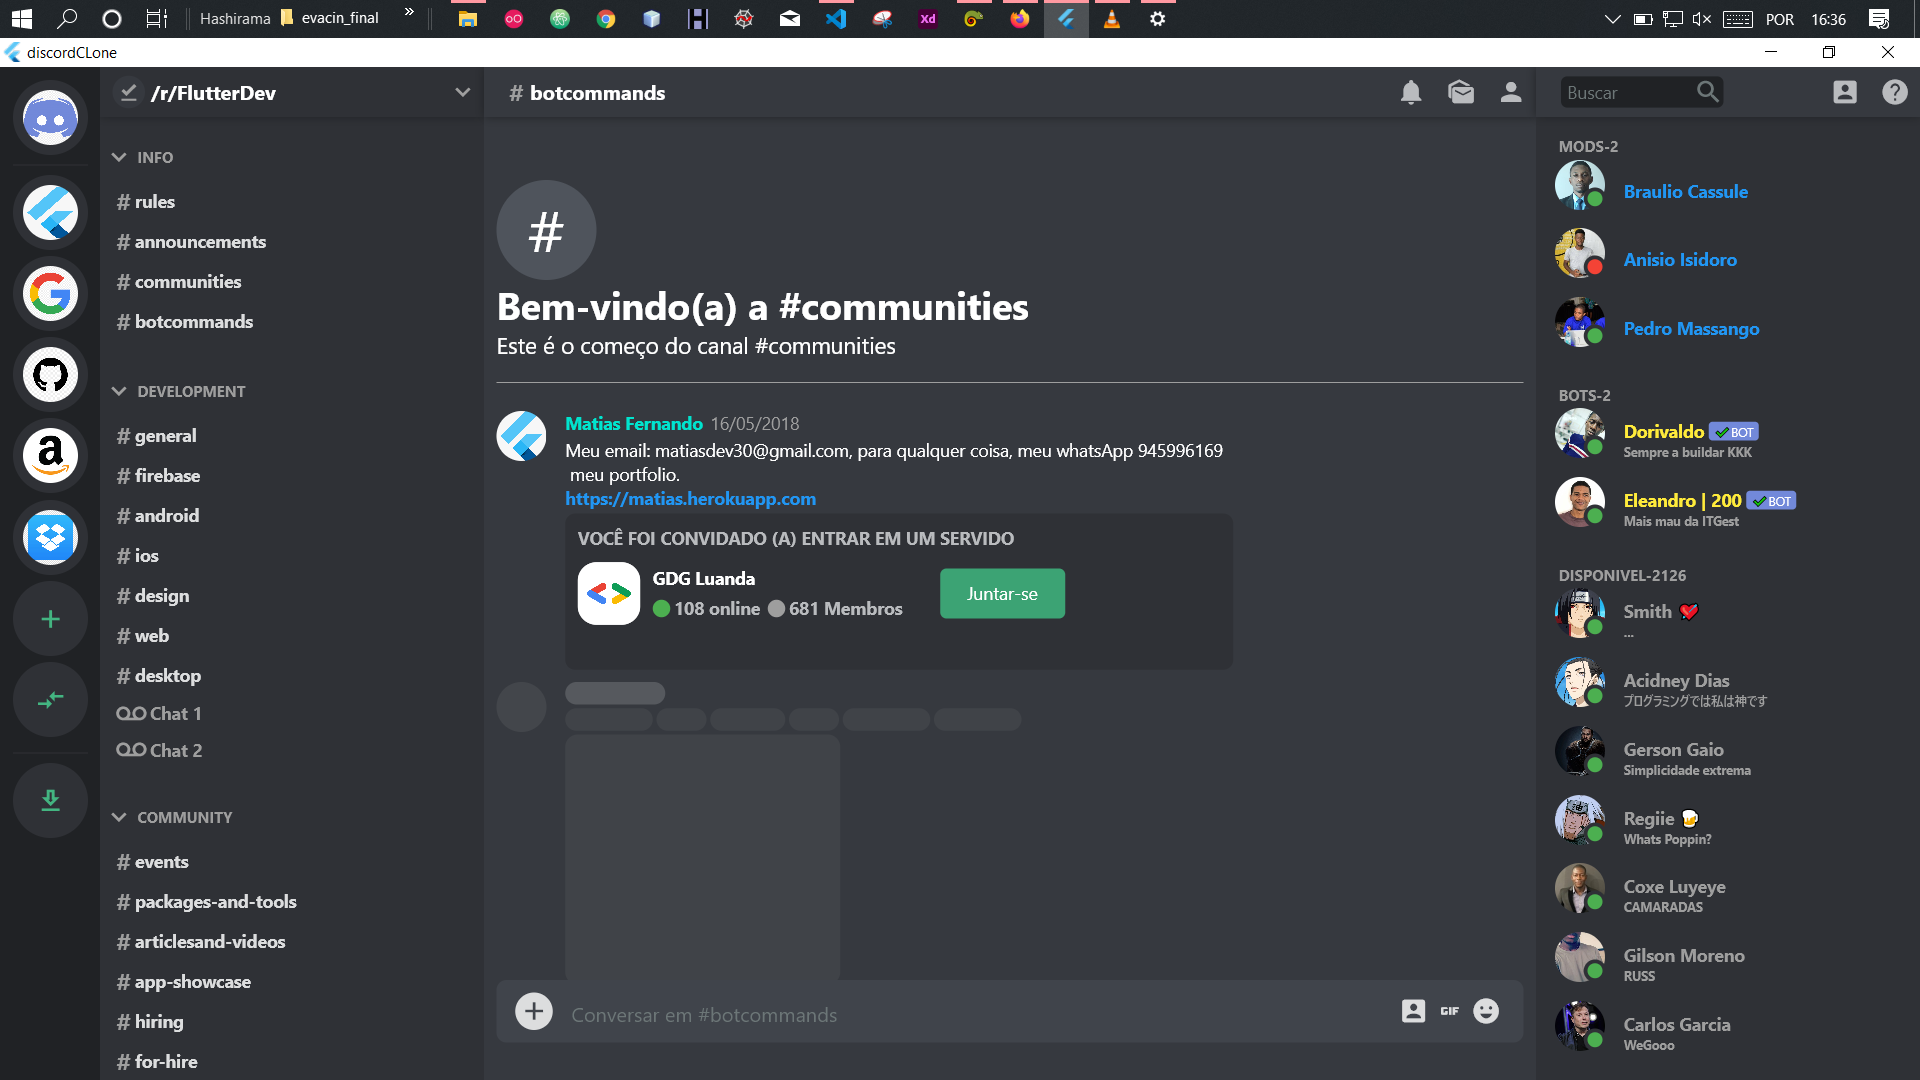 Hashirama
evacin_final
»
Xd
POR
16:36
discordCLone
/r/FlutterDev
INFO
# rules
# announcements
# communities
# botcommands
DEVELOPMENT
# general
# firebase
# android
# ios
# design
# web
# desktop
Chat 1
Chat 2
COMMUNITY
# events
# packages-and-tools
# articlesand-videos
# app-showcase
# hiring
# for-hire
# botcommands
#
Bem-vindo(a) a #communities
Este é o começo do canal #communities
Matias Fernando 16/05/2018
Meu email: matiasdev30@gmail.com, para qualquer coisa, meu whatsApp 945996169
meu portfolio.
https://matias.herokuapp.com
VOCÊ FOI CONVIDADO (A) ENTRAR EM UM SERVIDO
GDG Luanda
108 online 681 Membros
Juntar-se
Conversar em #botcommands
GIF
Buscar
MODS-2
Braulio Cassule
Anisio Isidoro
Pedro Massango
BOTS-2
Dorivaldo BOT
Sempre a buildar KKK
Eleandro | 200 BOT
Mais mau da ITGest
DISPONIVEL-2126
Smith
...
Acidney Dias
プログラミングでは私は神です
Gerson Gaio
Simplicidade extrema
Regiie
Whats Poppin?
Coxe Luyeye
CAMARADAS
Gilson Moreno
RUSS
Carlos Garcia
WeGooo